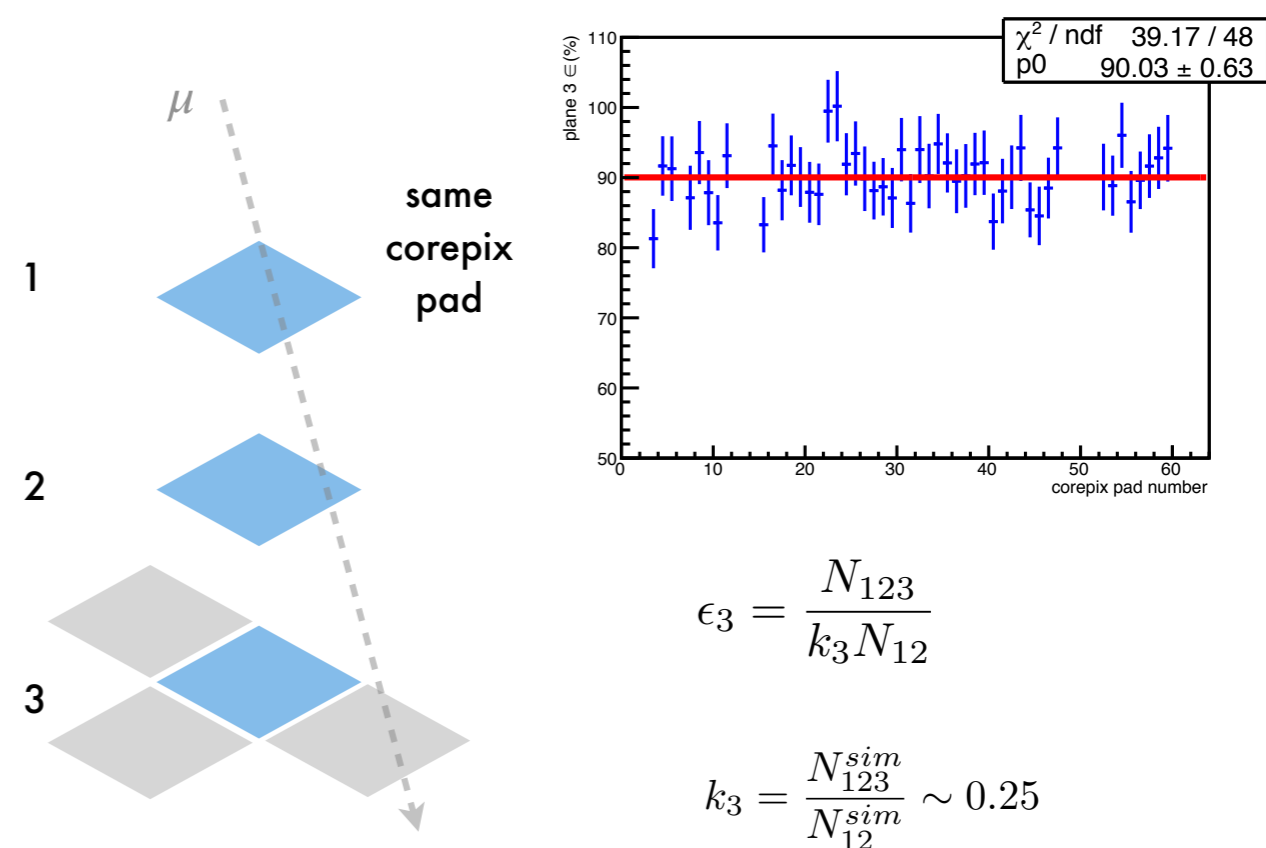 μ
same
corepix
pad
1
2
3
χ² / ndf 39.17 / 48
p0 90.03 ± 0.63
plane 3 ∈ (%)
110
100
90
80
70
60
50
0 10 20 30 40 50 60
corepix pad number
ϵ₃ = N₁₂₃ / k₃N₁₂
k₃ = N₁₂₃^{sim} / N₁₂^{sim} ∼ 0.25